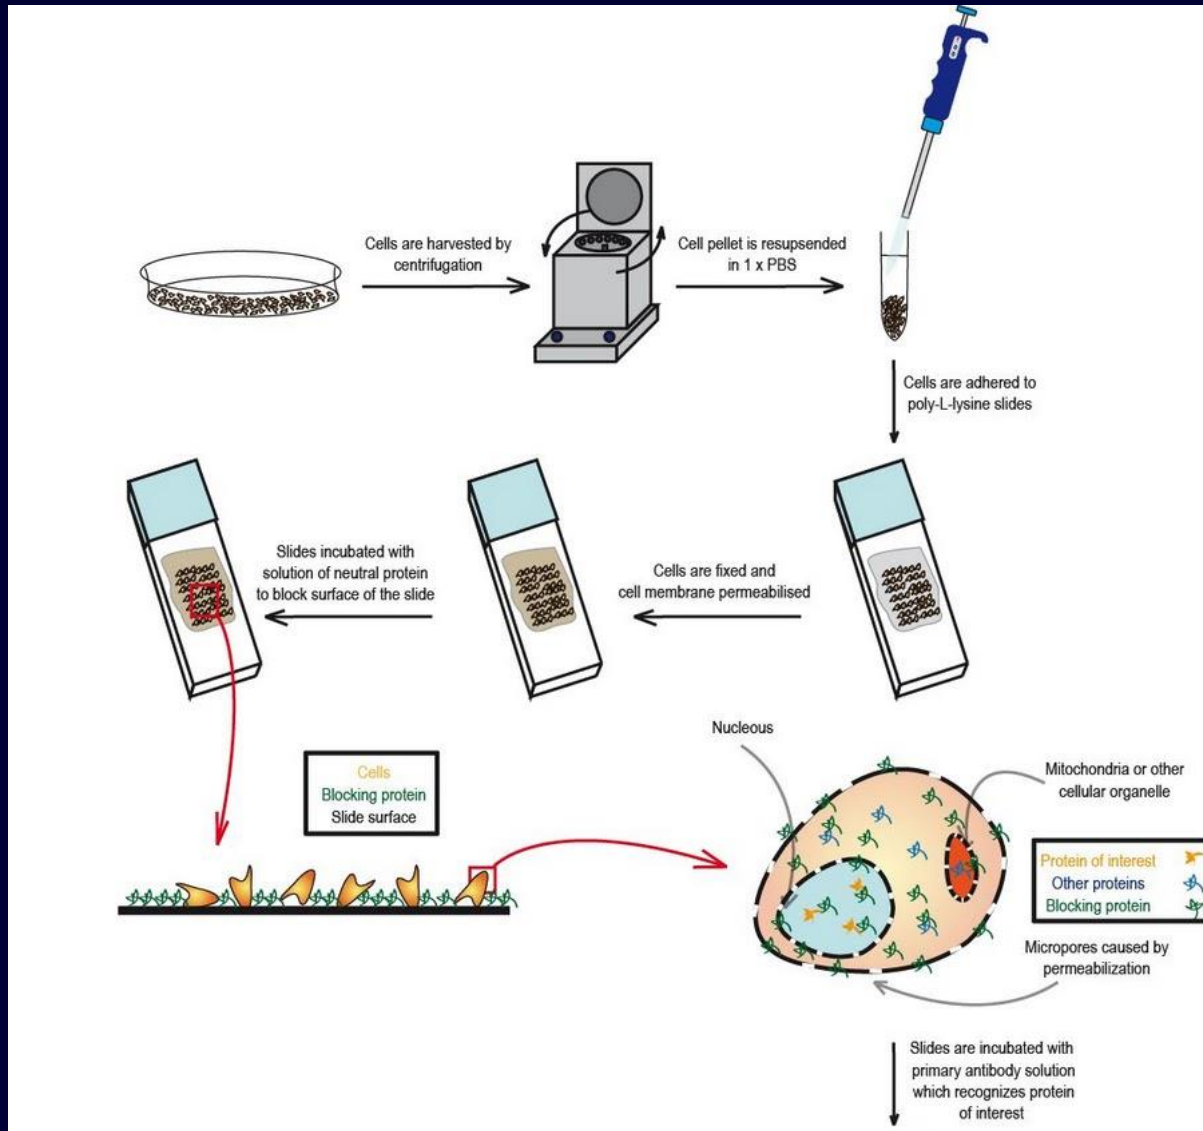 Cells are harvested by
centrifugation
Cell pellet is resupsended
in 1 x PBS
Cells are adhered to
poly-L-lysine slides
Cells are fixed and
cell membrane permeabilised
Slides incubated with
solution of neutral protein
to block surface of the slide
Cells
Blocking protein
Slide surface
Nucleous
Mitochondria or other
cellular organelle
Protein of interest
Other proteins
Blocking protein
Micropores caused by
permeabilization
Slides are incubated with
primary antibody solution
which recognizes protein
of interest